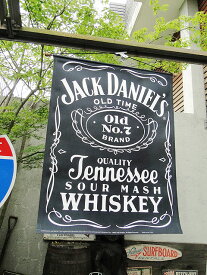 JACK DANIEL'S
OLD TIME
Old
No. 7
BRAND
QUALITY
Tennessee
SOUR MASH
WHISKEY
SURFBOARD